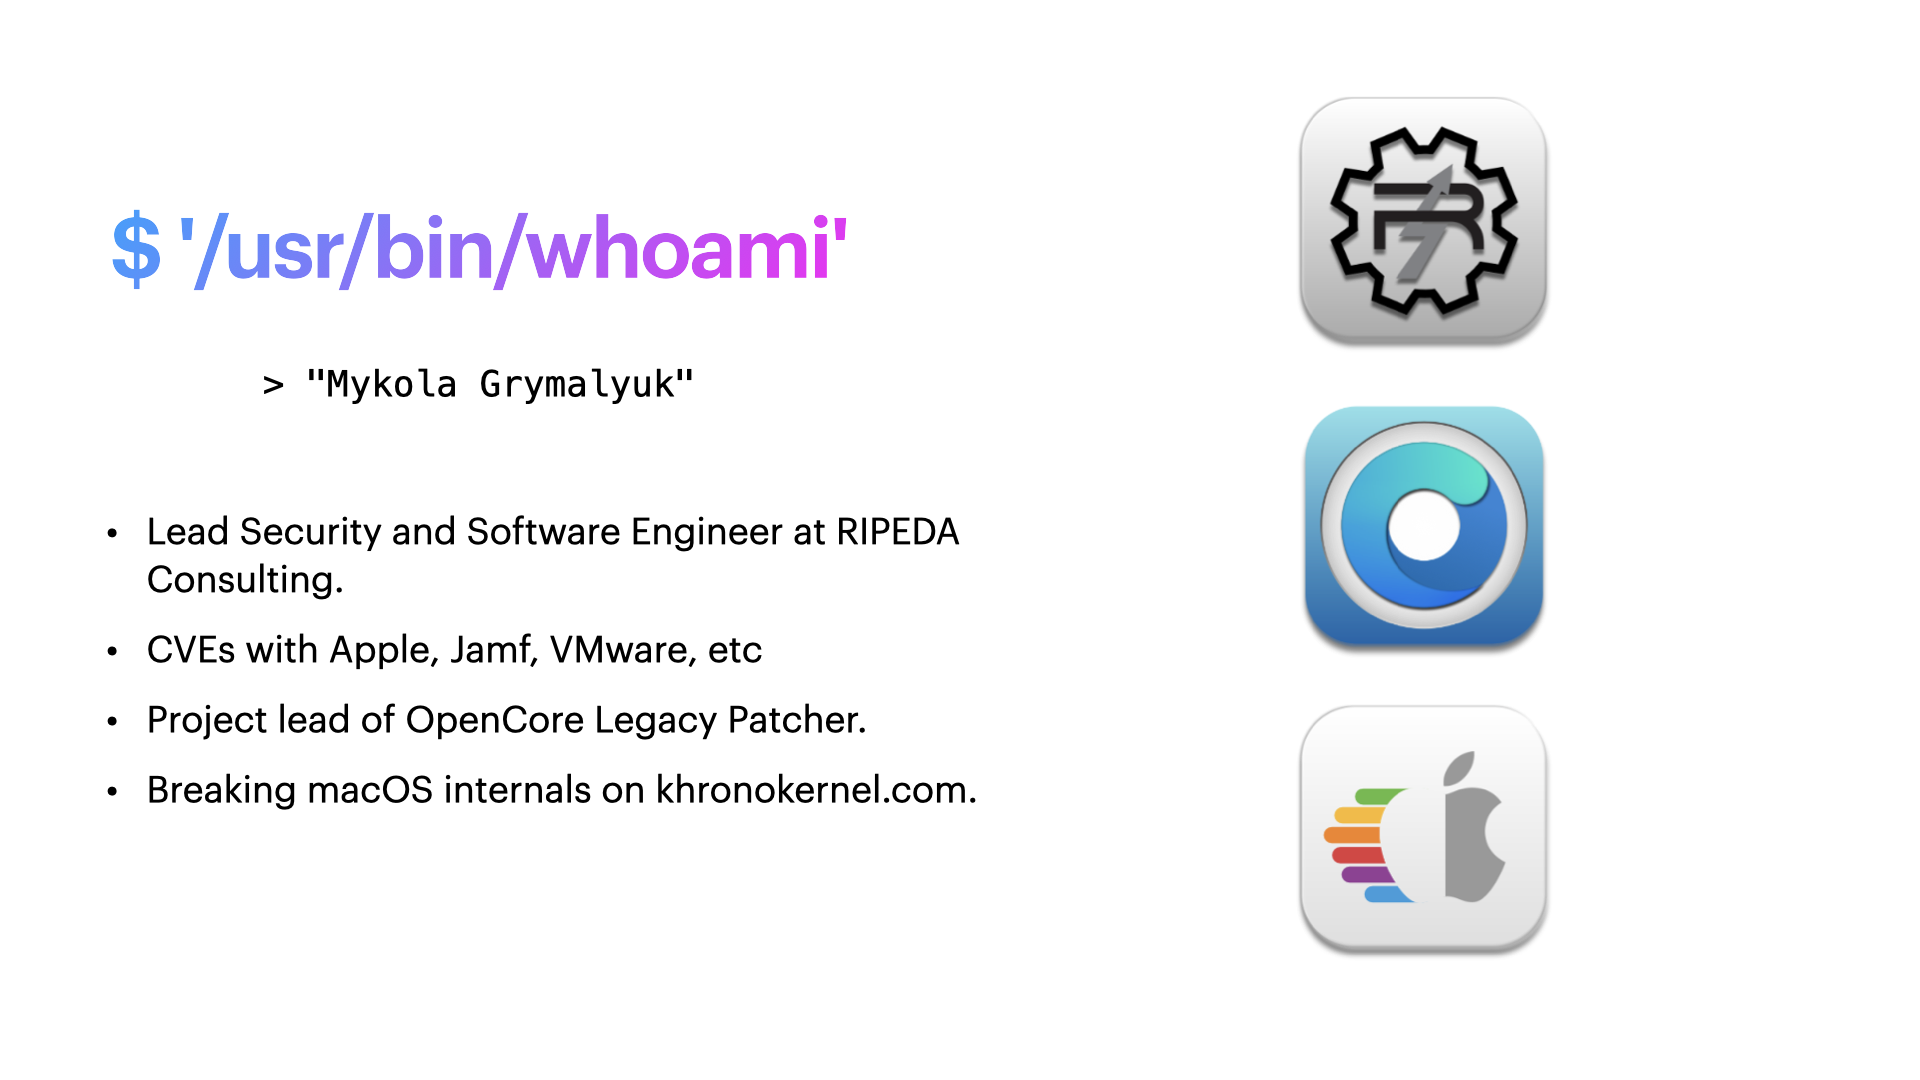 $ '/usr/bin/whoami'
> "Mykola Grymalyuk"
• Lead Security and Software Engineer at RIPEDA
Consulting.
• CVEs with Apple, Jamf, VMware, etc
• Project lead of OpenCore Legacy Patcher.
• Breaking macOS internals on khronokernel.com.